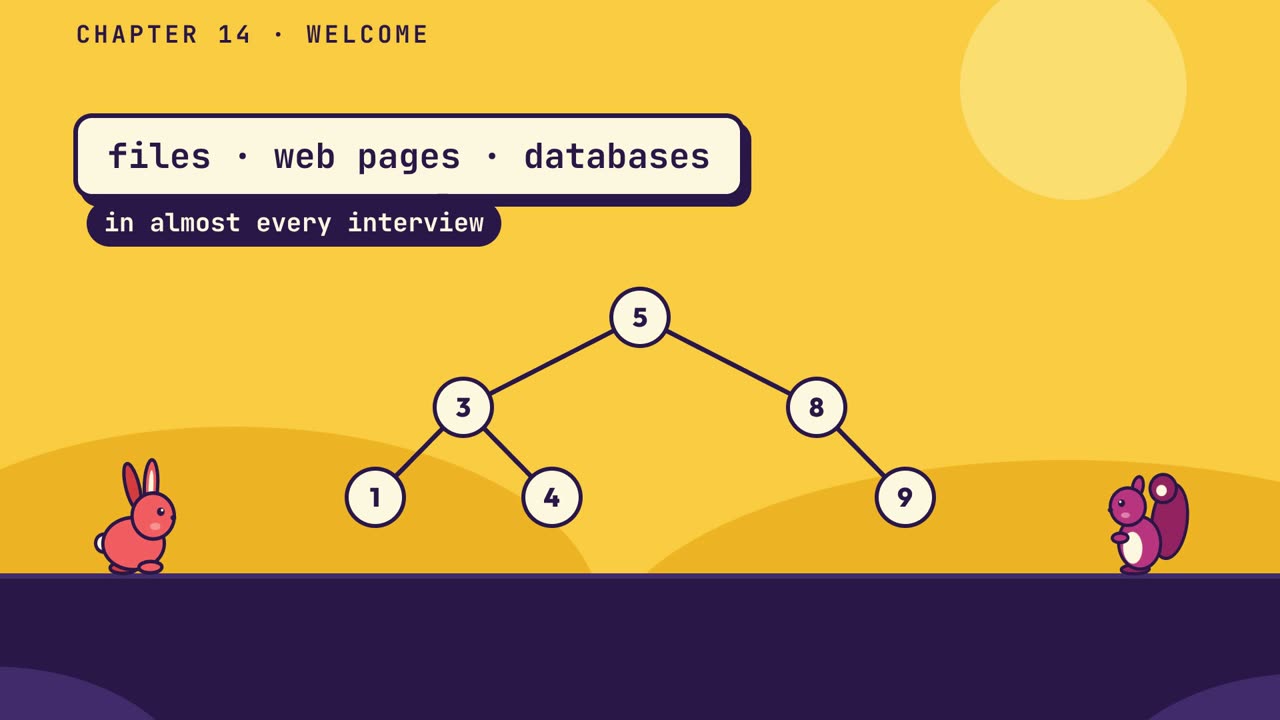 CHAPTER 14 · WELCOME
files · web pages · databases
in almost every interview
5
3
8
1
4
9